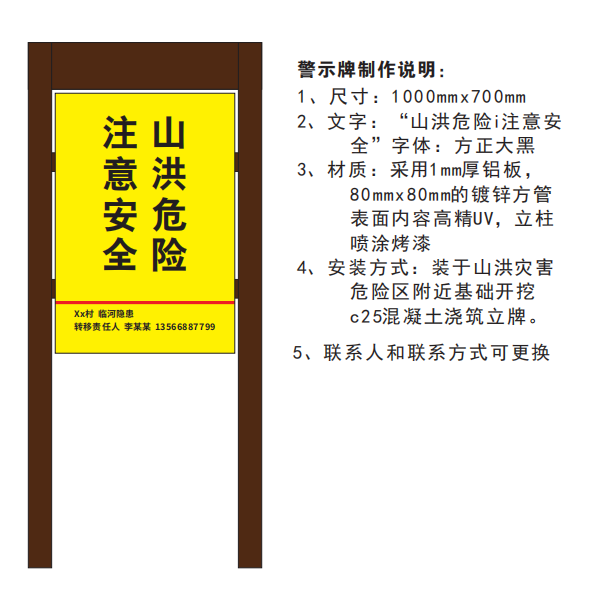 山洪危险
注意安全
Xx村 临河隐患
转移责任人 李某某 13566887799
警示牌制作说明：
1、尺寸：1000mmx700mm
2、文字：“山洪危险i注意安
全”字体：方正大黑
3、材质：采用1mm厚铝板，
80mmx80mm的镀锌方管
表面内容高精UV，立柱
喷涂烤漆
4、安装方式：装于山洪灾害
危险区附近基础开挖
c25混凝土浇筑立牌。
5、联系人和联系方式可更换